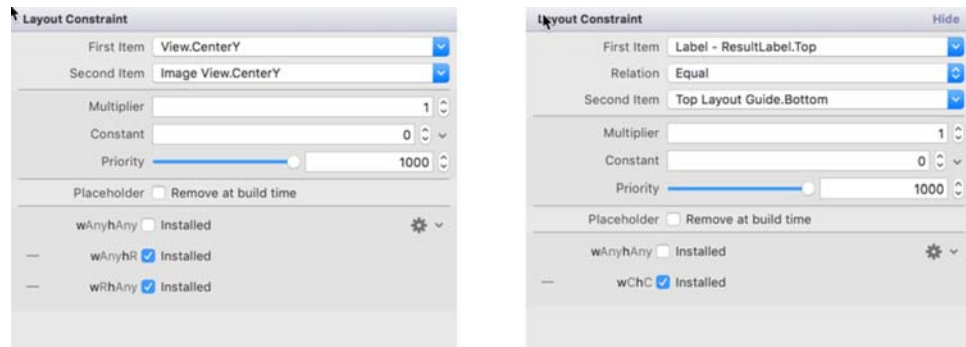 Layout Constraint
First Item View.CenterY
Second Item Image View.CenterY
Multiplier 1
Constant 0
Priority 1000
Placeholder Remove at build time
wAnyhAny Installed
wAnyhR Installed
wRhAny Installed
Layout Constraint Hide
First Item Label - ResultLabel.Top
Relation Equal
Second Item Top Layout Guide.Bottom
Multiplier 1
Constant 0
Priority 1000
Placeholder Remove at build time
wAnyhAny Installed
wChC Installed